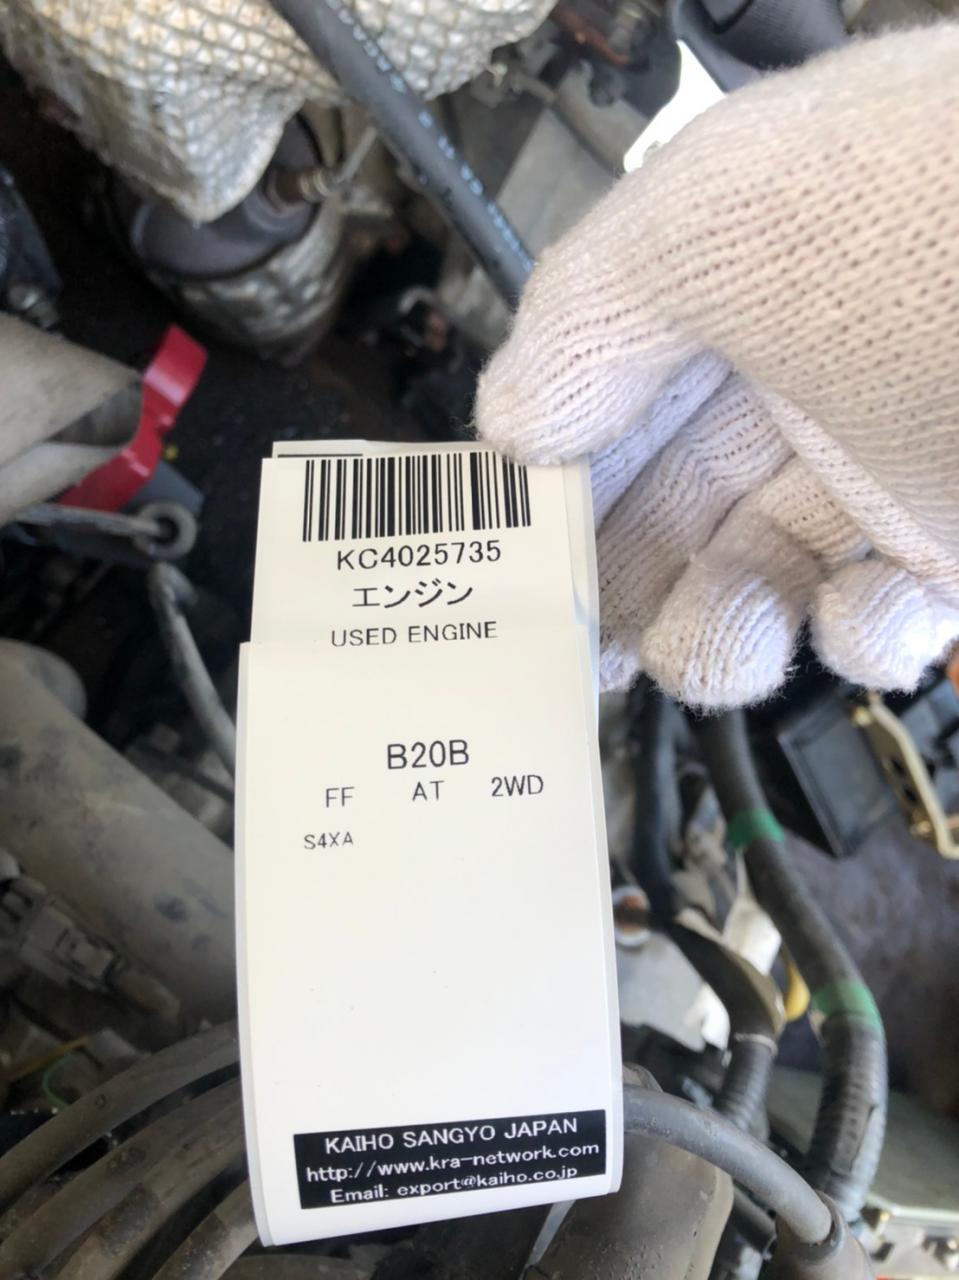 KC4025735
エンジン
USED ENGINE
B20B
FF AT 2WD
S4XA
KAIHO SANGYO JAPAN
http://www.kra-network.com
Email: export@kaiho.co.jp